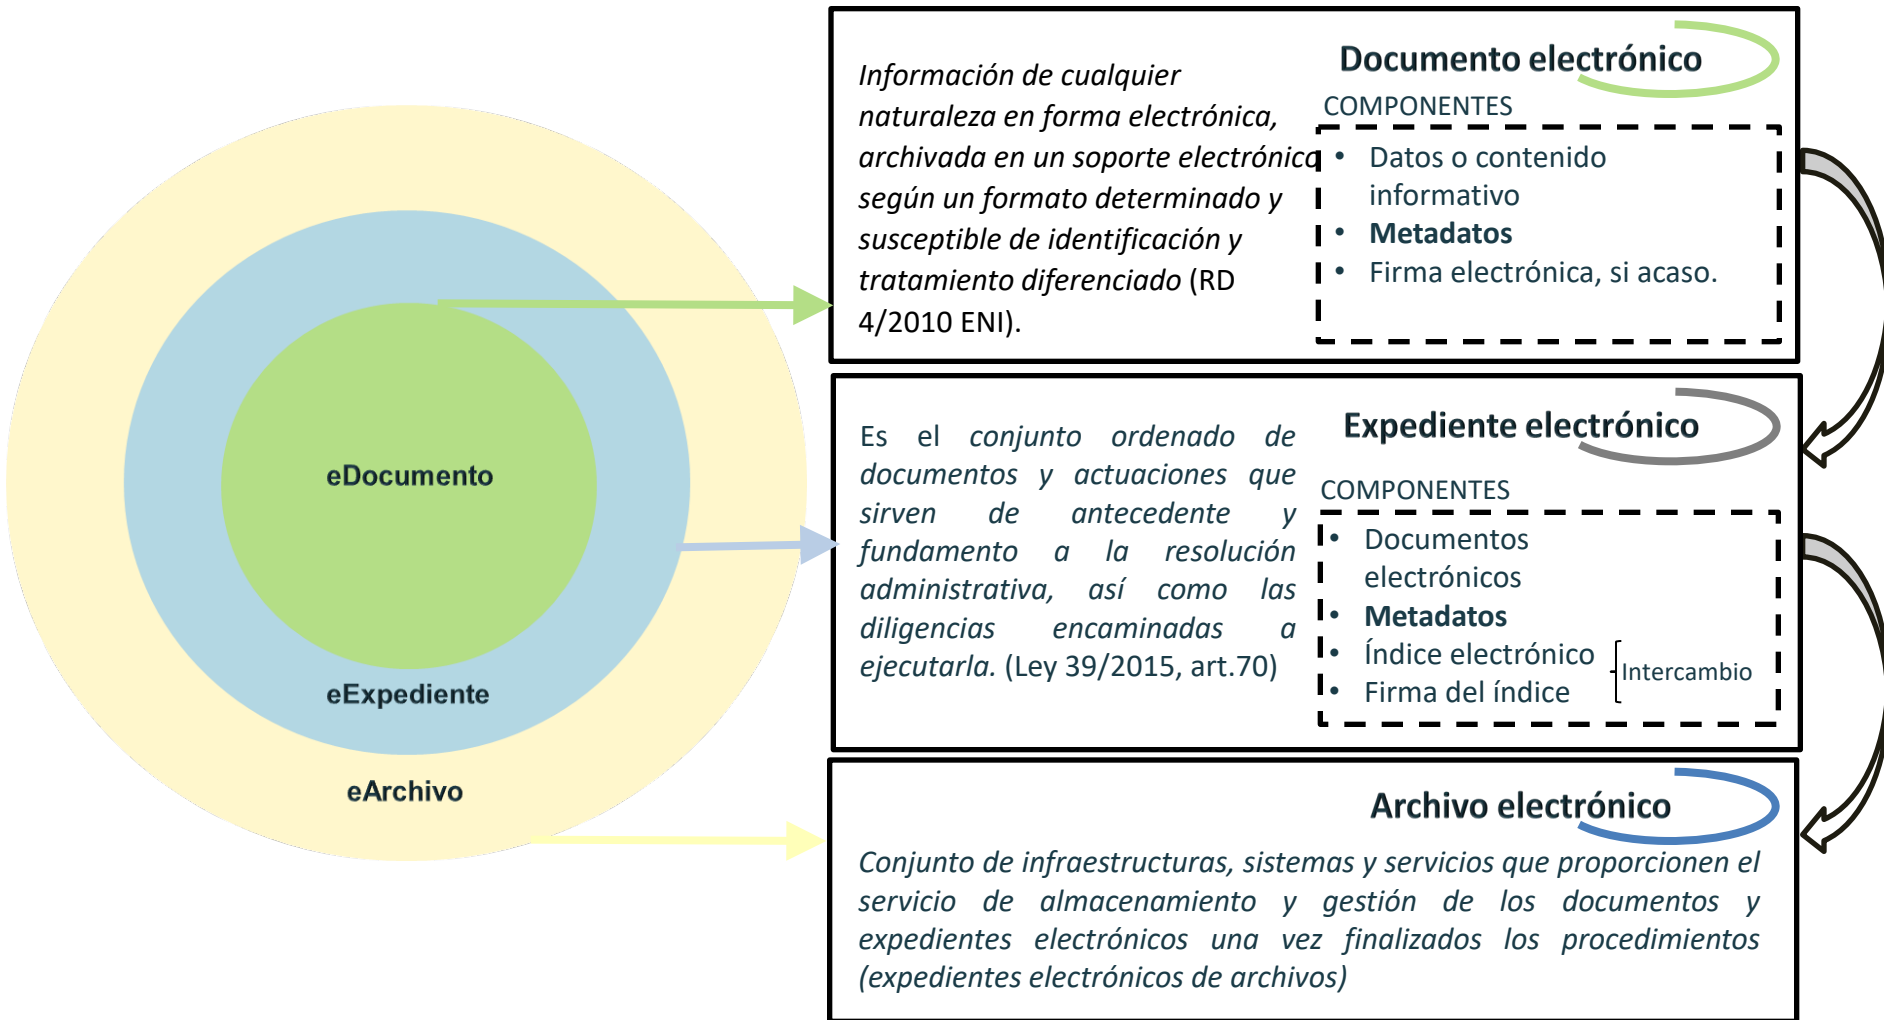 eDocumento
eExpediente
eArchivo
Información de cualquier
naturaleza en forma electrónica,
archivada en un soporte electrónico
según un formato determinado y
susceptible de identificación y
tratamiento diferenciado (RD
4/2010 ENI).
Documento electrónico
COMPONENTES
• Datos o contenido
informativo
• Metadatos
• Firma electrónica, si acaso.
Es el conjunto ordenado de
documentos y actuaciones que
sirven de antecedente y
fundamento a la resolución
administrativa, así como las
diligencias encaminadas a
ejecutarla. (Ley 39/2015, art.70)
Expediente electrónico
COMPONENTES
• Documentos
electrónicos
• Metadatos
• Índice electrónico
• Firma del índice
Intercambio
Archivo electrónico
Conjunto de infraestructuras, sistemas y servicios que proporcionen el
servicio de almacenamiento y gestión de los documentos y
expedientes electrónicos una vez finalizados los procedimientos
(expedientes electrónicos de archivos)